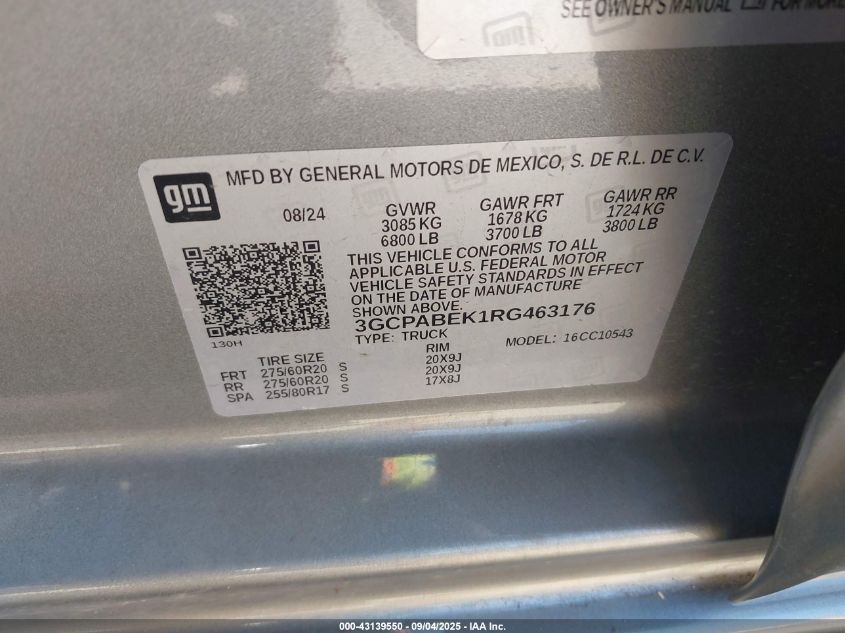 SEE OWNER'S MANUAL FOR MORE
gm
MFD BY GENERAL MOTORS DE MEXICO, S. DE R.L. DE C.V.
08/24 GVWR GAWR FRT GAWR RR
3085 KG 1678 KG 1724 KG
6800 LB 3700 LB 3800 LB
THIS VEHICLE CONFORMS TO ALL
APPLICABLE U.S. FEDERAL MOTOR
VEHICLE SAFETY STANDARDS IN EFFECT
ON THE DATE OF MANUFACTURE
SHOWN ABOVE.
3GCPABEK1RG463176
TYPE: TRUCK MODEL: 16CC10543
130H
TIRE SIZE RIM
FRT 275/60R20 S 20X9J
RR 275/60R20 S 20X9J
SPA 255/80R17 S 17X8J
000-43139550 - 09/04/2025 - IAA Inc.